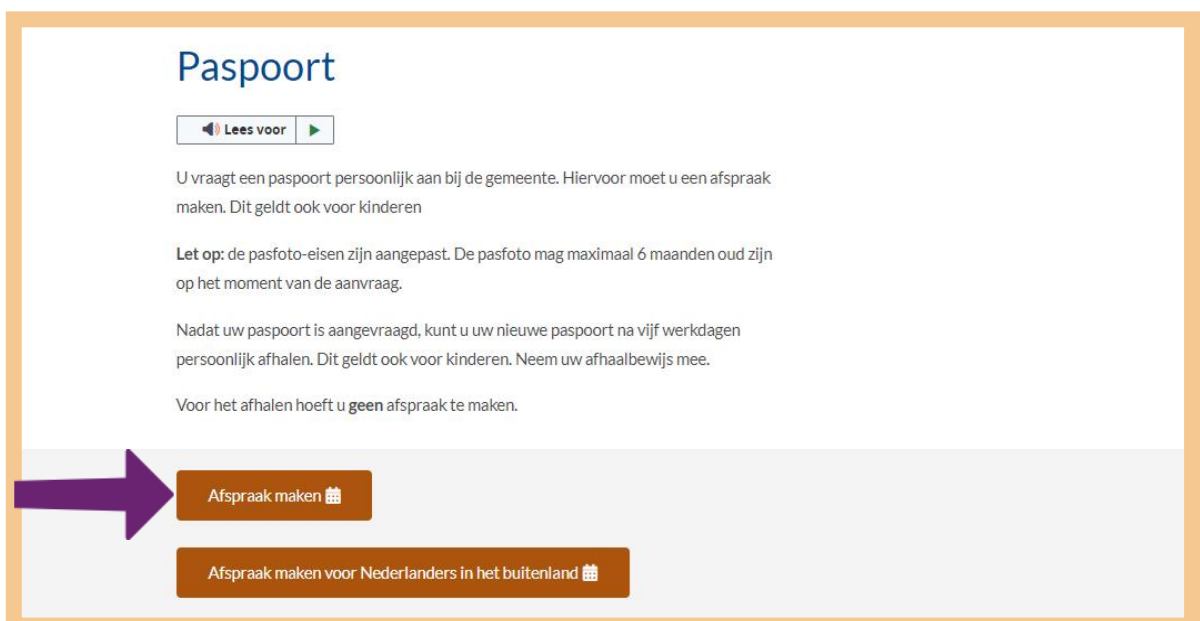 Paspoort
Lees voor
U vraagt een paspoort persoonlijk aan bij de gemeente. Hiervoor moet u een afspraak
maken. Dit geldt ook voor kinderen
Let op: de pasfoto-eisen zijn aangepast. De pasfoto mag maximaal 6 maanden oud zijn
op het moment van de aanvraag.
Nadat uw paspoort is aangevraagd, kunt u uw nieuwe paspoort na vijf werkdagen
persoonlijk afhalen. Dit geldt ook voor kinderen. Neem uw afhaalbewijs mee.
Voor het afhalen hoeft u geen afspraak te maken.
Afspraak maken
Afspraak maken voor Nederlanders in het buitenland